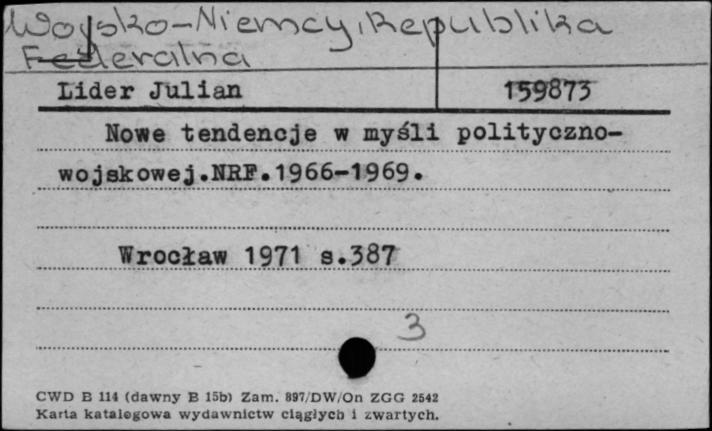 Wojsko-Niemcy, Republika
Federalna
Lider Julian 159873
Nowe tendencje w myśli polityczno-
wojskowej.NRF.1966-1969.
Wrocław 1971 s.387
3
CWD B 114 (dawny B 15b) Zam. 897/DW/On ZGG 2542
Karta katalogowa wydawnictw ciągłych i zwartych.